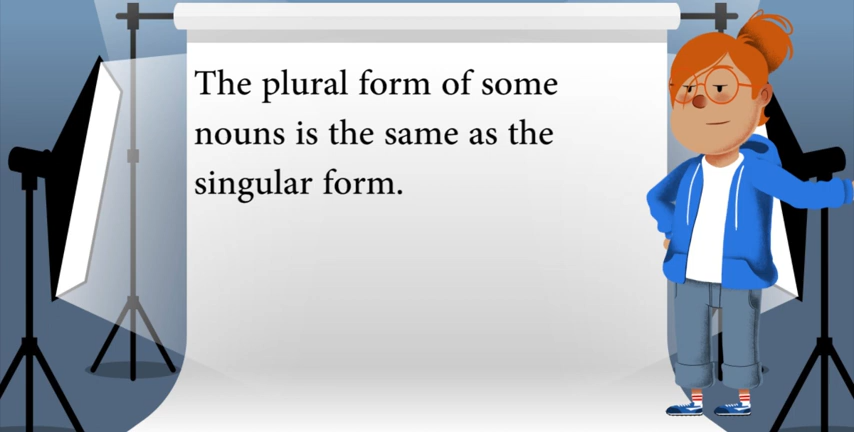 The plural form of some
nouns is the same as the
singular form.